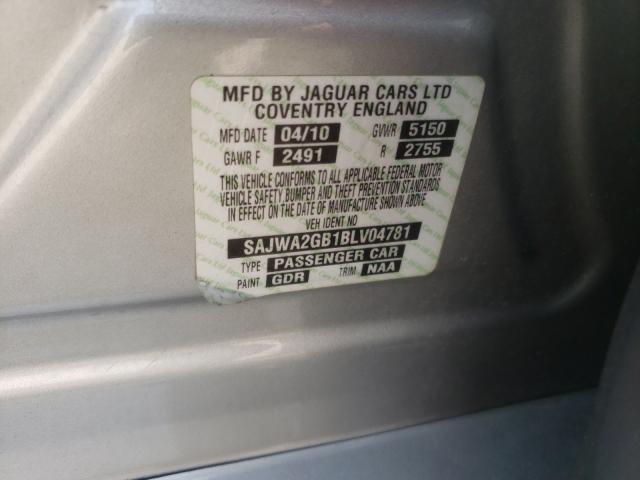 MFD BY JAGUAR CARS LTD
COVENTRY ENGLAND
MFD DATE 04/10 GVWR 5150
GAWR F 2491 R 2755
THIS VEHICLE CONFORMS TO ALL APPLICABLE FEDERAL MOTOR
VEHICLE SAFETY BUMPER AND THEFT PREVENTION STANDARDS
IN EFFECT ON THE DATE OF MANUFACTURE SHOWN ABOVE
VEH IDENT NO
SAJWA2GB1BLV04781
TYPE PASSENGER CAR
PAINT GDR TRIM NAA